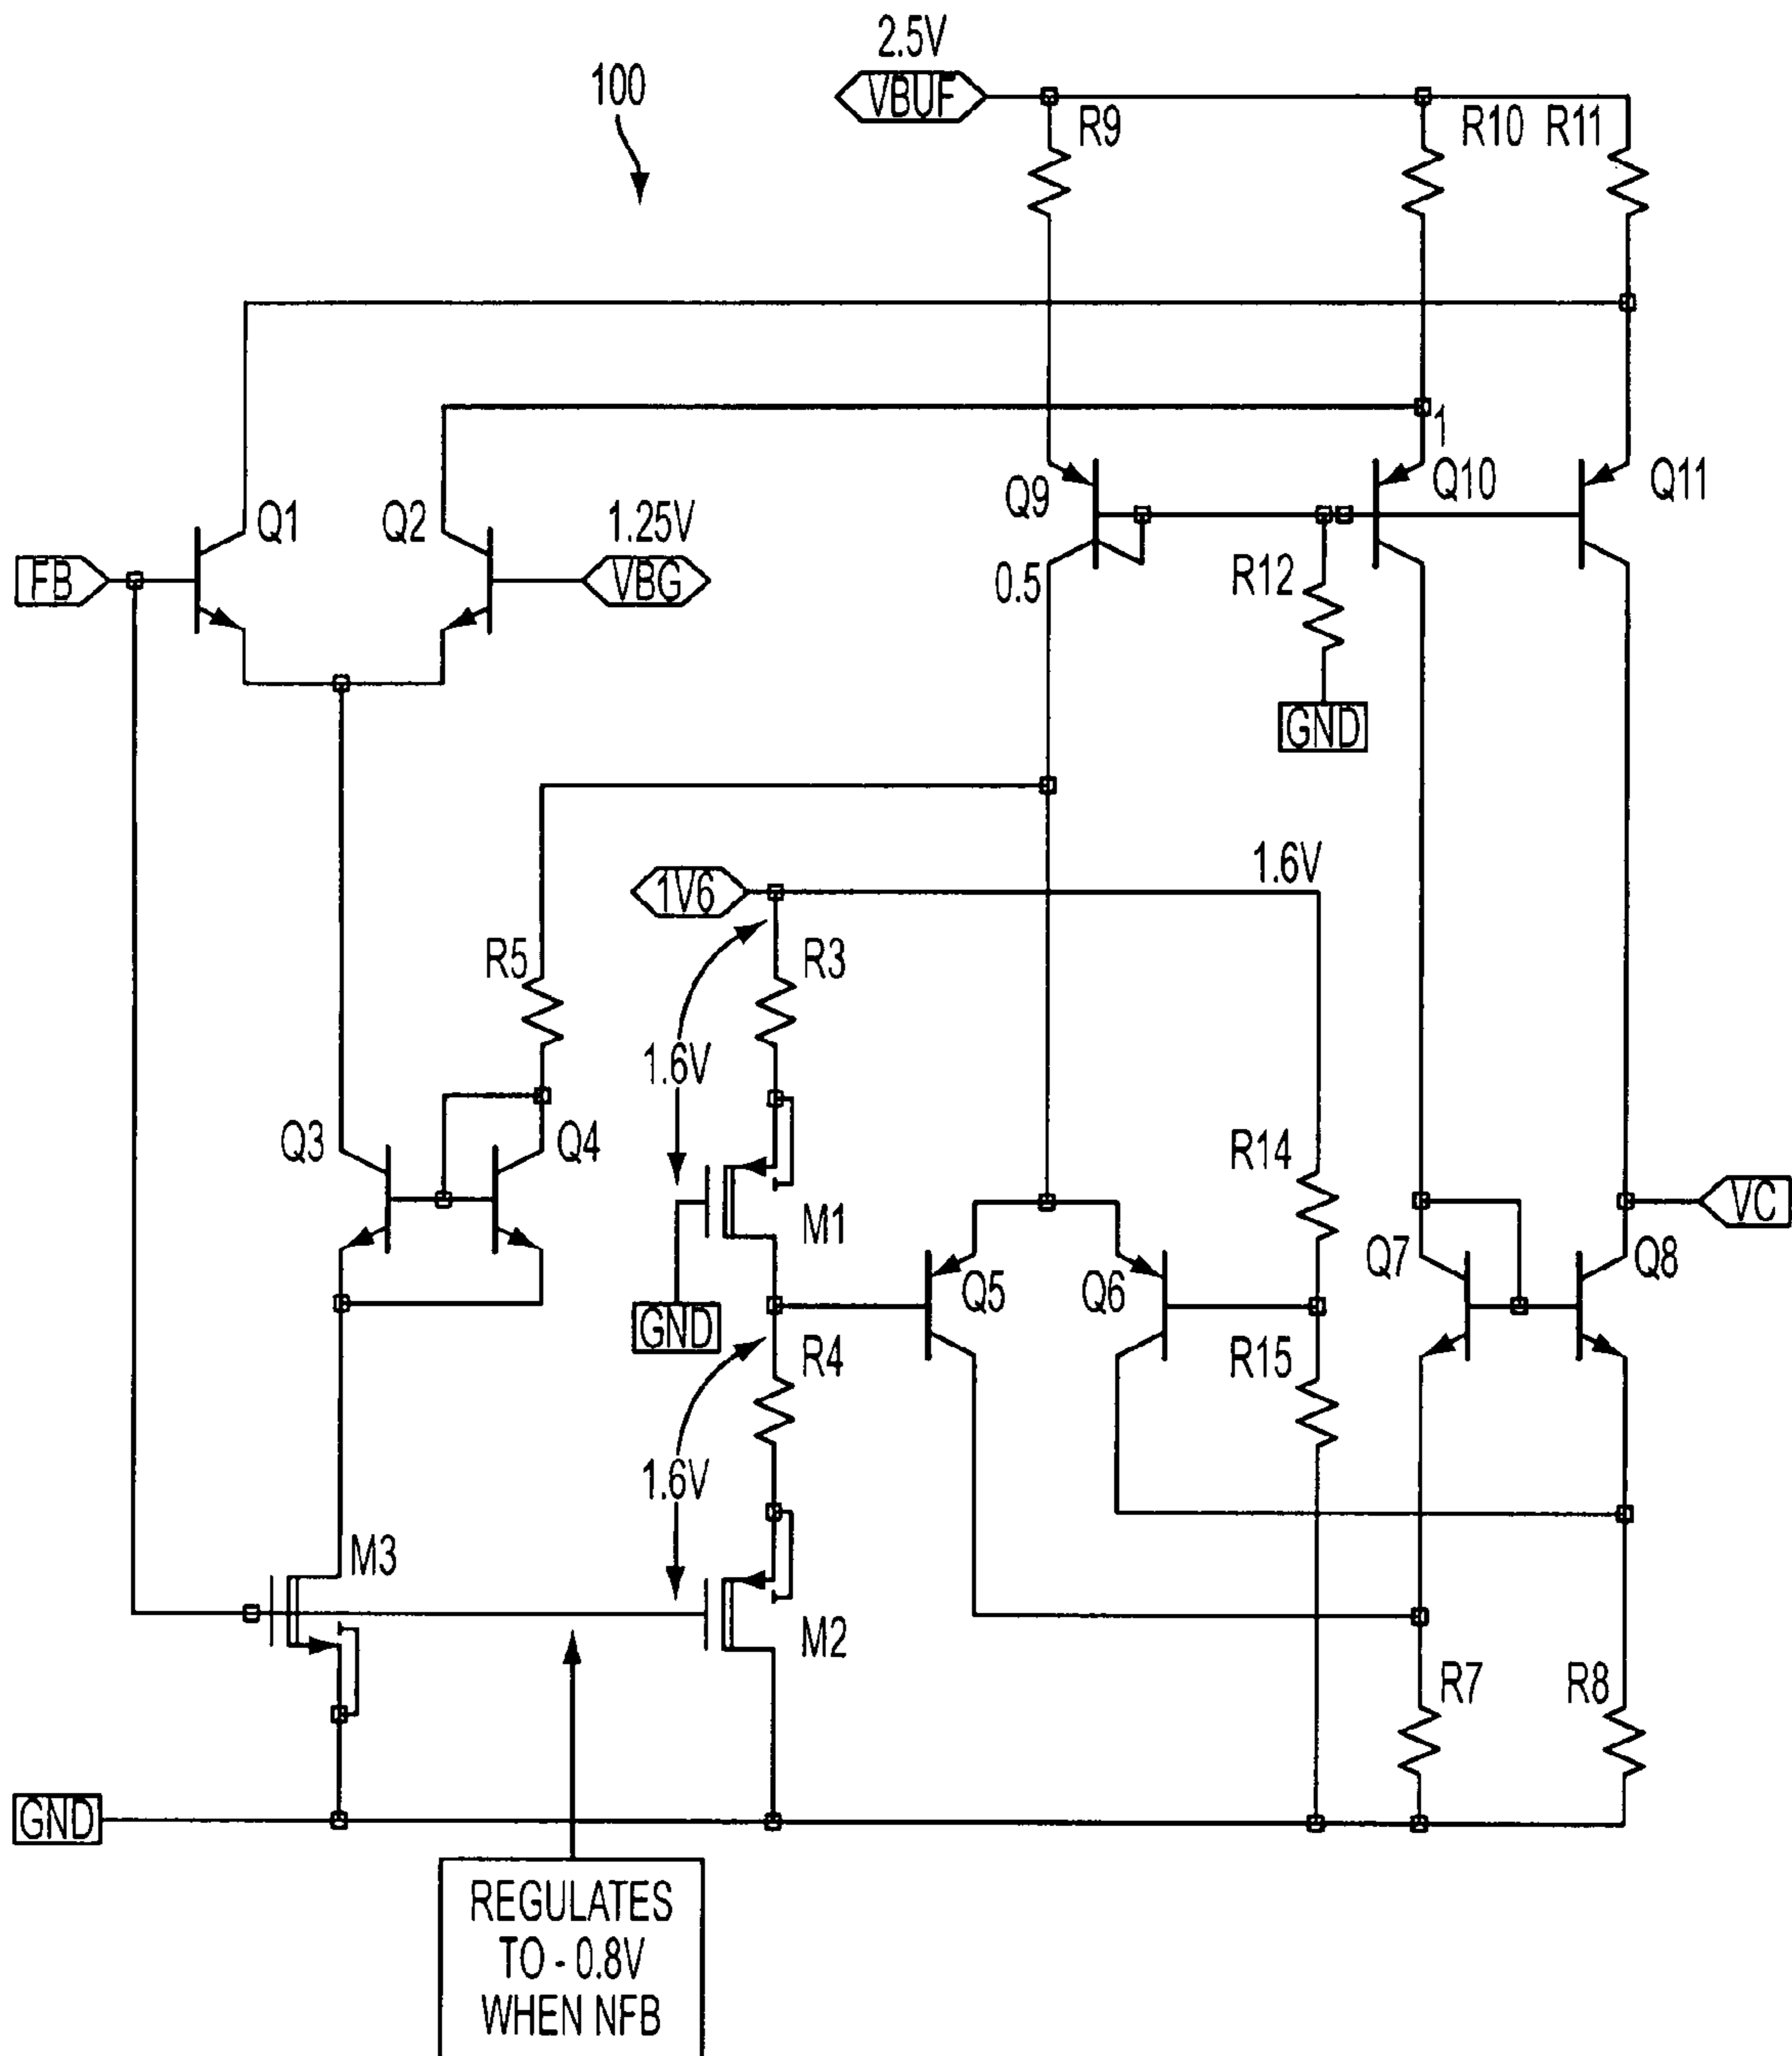 2.5V
100
VBUF
R9
R10
R11
1
Q1
Q2
1.25V
Q9
Q10
Q11
FB
VBG
0.5
R12
GND
1V6
1.6V
R5
R3
1.6V
Q3
Q4
R14
M1
VC
Q5
Q6
Q7
Q8
GND
R4
R15
1.6V
M3
M2
R7
R8
GND
REGULATES
TO - 0.8V
WHEN NFB